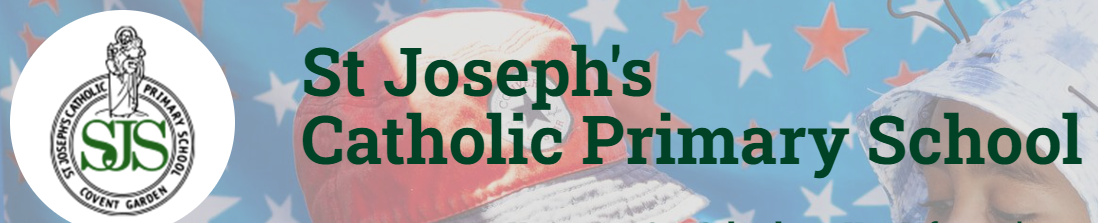 ST JOSEPH'S CATHOLIC PRIMARY SCHOOL
SJS
COVENT GARDEN
St Joseph's
Catholic Primary School